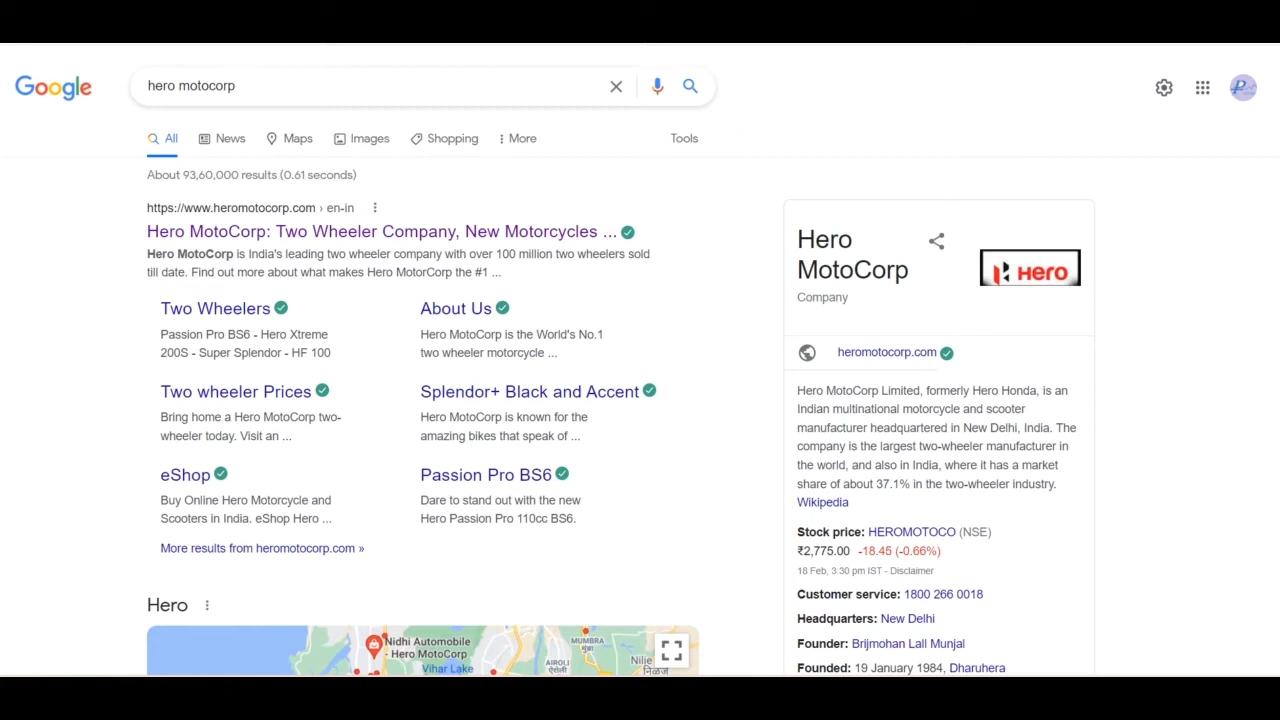 Google
hero motocorp
All
News
Maps
Images
Shopping
More
Tools
About 93,60,000 results (0.61 seconds)
https://www.heromotocorp.com › en-in
Hero MotoCorp: Two Wheeler Company, New Motorcycles ...
Hero MotoCorp is India's leading two wheeler company with over 100 million two wheelers sold
till date. Find out more about what makes Hero MotorCorp the #1 ...
Two Wheelers
Passion Pro BS6 - Hero Xtreme
200S - Super Splendor - HF 100
About Us
Hero MotoCorp is the World's No.1
two wheeler motorcycle ...
Two wheeler Prices
Bring home a Hero MotoCorp two-
wheeler today. Visit an ...
Splendor+ Black and Accent
Hero MotoCorp is known for the
amazing bikes that speak of ...
eShop
Buy Online Hero Motorcycle and
Scooters in India. eShop Hero ...
Passion Pro BS6
Dare to stand out with the new
Hero Passion Pro 110cc BS6.
More results from heromotocorp.com »
Hero
Nidhi Automobile
- Hero MotoCorp
Vihar Lake
AIROLI
ऐरोली
MUMBRA
मुंब्रा
Nilje
निळजे
Hero
MotoCorp
Company
Hero
heromotocorp.com
Hero MotoCorp Limited, formerly Hero Honda, is an
Indian multinational motorcycle and scooter
manufacturer headquartered in New Delhi, India. The
company is the largest two-wheeler manufacturer in
the world, and also in India, where it has a market
share of about 37.1% in the two-wheeler industry.
Wikipedia
Stock price: HEROMOTOCO (NSE)
₹2,775.00 -18.45 (-0.66%)
18 Feb, 3:30 pm IST - Disclaimer
Customer service: 1800 266 0018
Headquarters: New Delhi
Founder: Brijmohan Lall Munjal
Founded: 19 January 1984, Dharuhera